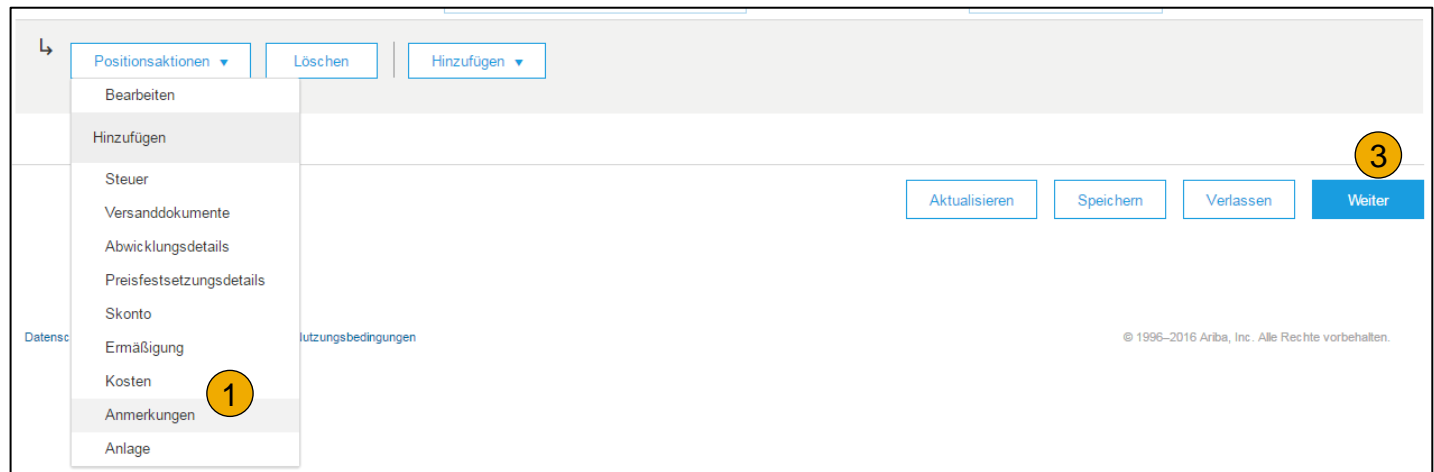 Positionsaktionen Löschen Hinzufügen
Bearbeiten
Hinzufügen
3
Steuer
Aktualisieren Speichern Verlassen Weiter
Versanddokumente
Abwicklungsdetails
Preisfestsetzungsdetails
Skonto
Datensc lutzungsbedingungen © 1996–2016 Ariba, Inc. Alle Rechte vorbehalten.
Ermäßigung
Kosten
1
Anmerkungen
Anlage